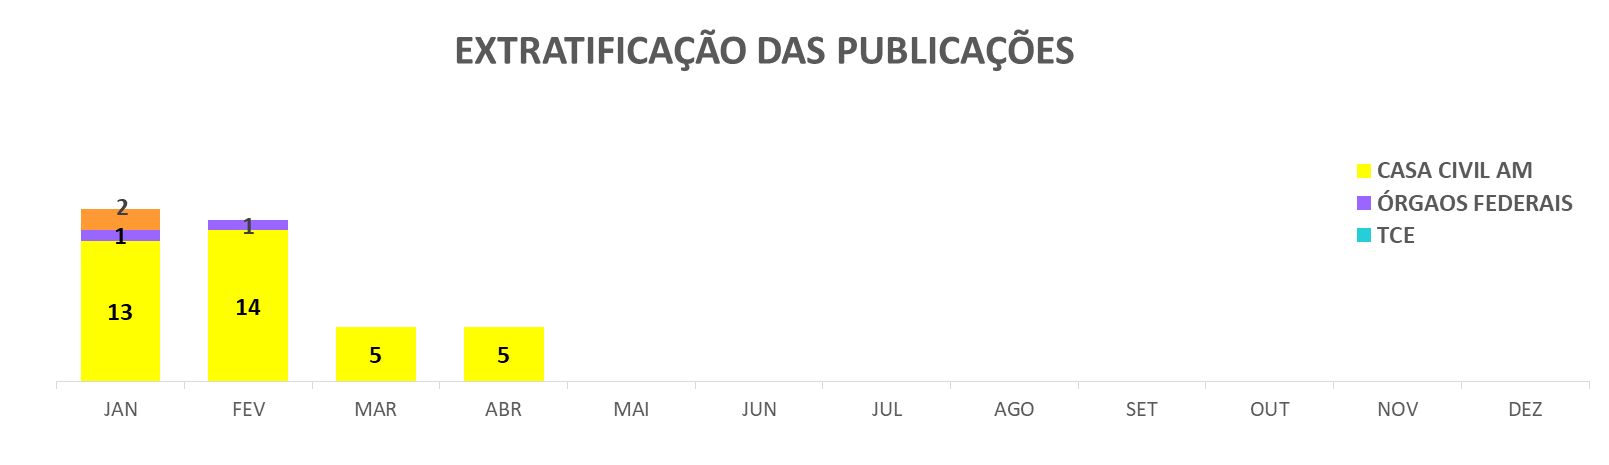 EXTRATIFICAÇÃO DAS PUBLICAÇÕES
CASA CIVIL AM
ÓRGAOS FEDERAIS
TCE
2
1
1
13
14
5
5
JAN FEV MAR ABR MAI JUN JUL AGO SET OUT NOV DEZ